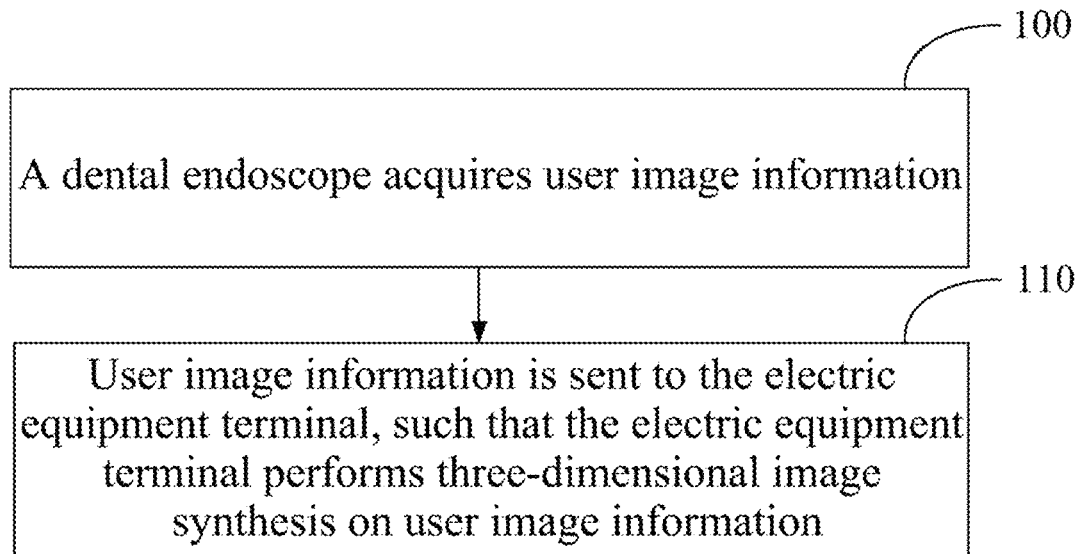 100
A dental endoscope acquires user image information
110
User image information is sent to the electric
equipment terminal, such that the electric equipment
terminal performs three-dimensional image
synthesis on user image information